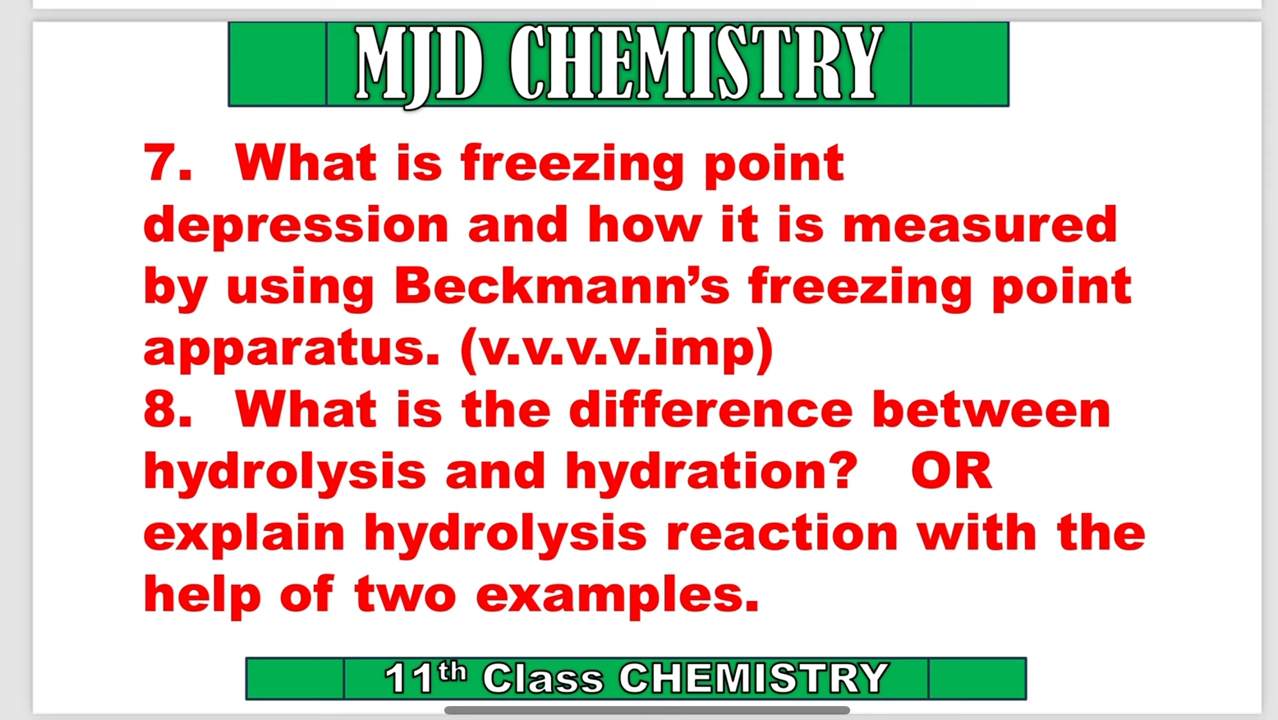 MJD CHEMISTRY
7. What is freezing point
depression and how it is measured
by using Beckmann’s freezing point
apparatus. (v.v.v.v.imp)
8. What is the difference between
hydrolysis and hydration? OR
explain hydrolysis reaction with the
help of two examples.
11th Class CHEMISTRY